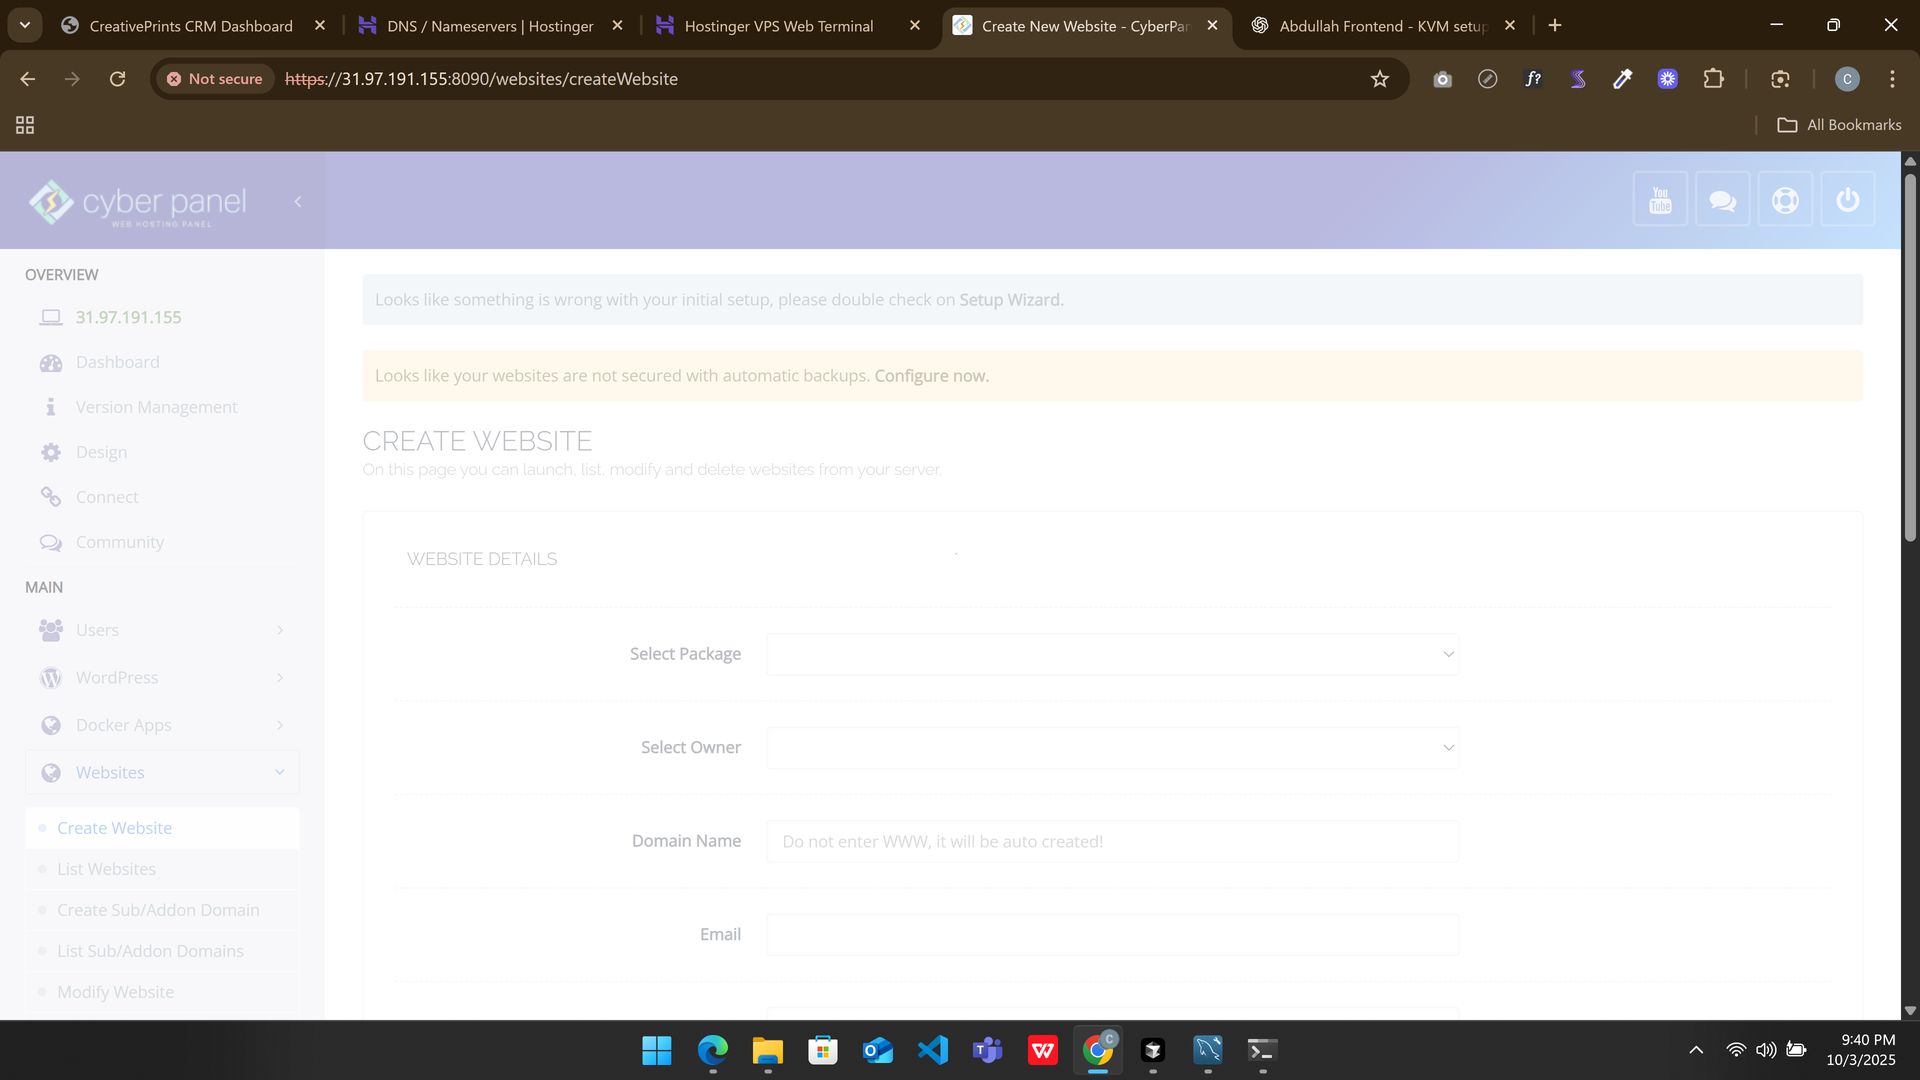 CreativePrints CRM Dashboard
DNS / Nameservers | Hostinger
Hostinger VPS Web Terminal
Create New Website - CyberPan
Abdullah Frontend - KVM setup
Not secure
https://31.97.191.155:8090/websites/createWebsite
f?
C
All Bookmarks
cyber panel
WEB HOSTING PANEL
You
Tube
OVERVIEW
31.97.191.155
Dashboard
Version Management
Design
Connect
Community
MAIN
Users
WordPress
Docker Apps
Websites
Create Website
List Websites
Create Sub/Addon Domain
List Sub/Addon Domains
Modify Website
Looks like something is wrong with your initial setup, please double check on Setup Wizard.
Looks like your websites are not secured with automatic backups. Configure now.
CREATE WEBSITE
On this page you can launch, list, modify and delete websites from your server.
WEBSITE DETAILS
Select Package
Select Owner
Domain Name
Do not enter WWW, it will be auto created!
Email
C
9:40 PM
10/3/2025